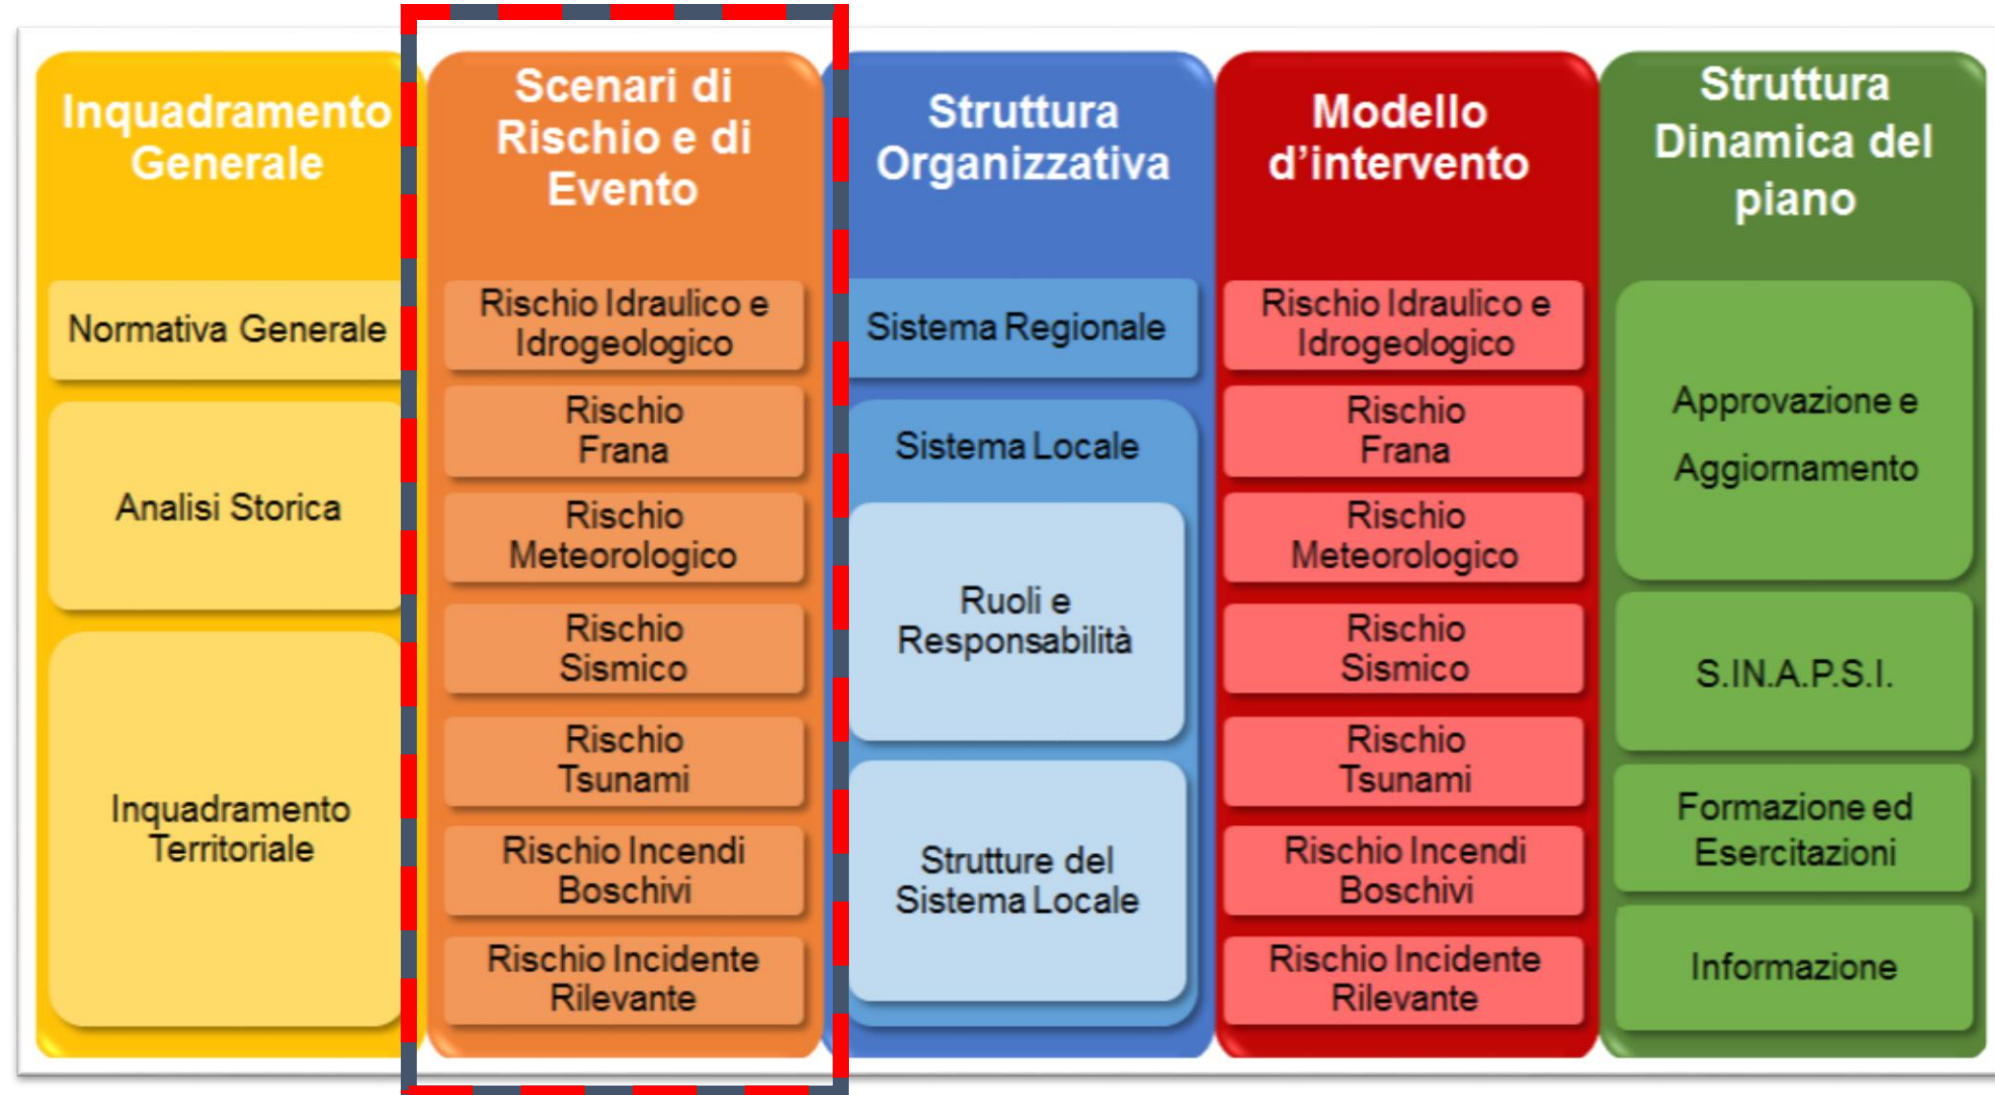 Inquadramento
Generale
Normativa Generale
Analisi Storica
Inquadramento
Territoriale
Scenari di
Rischio e di
Evento
Rischio Idraulico e
Idrogeologico
Rischio
Frana
Rischio
Meteorologico
Rischio
Sismico
Rischio
Tsunami
Rischio Incendi
Boschivi
Rischio Incidente
Rilevante
Struttura
Organizzativa
Sistema Regionale
Sistema Locale
Ruoli e
Responsabilità
Strutture del
Sistema Locale
Modello
d'intervento
Rischio Idraulico e
Idrogeologico
Rischio
Frana
Rischio
Meteorologico
Rischio
Sismico
Rischio
Tsunami
Rischio Incendi
Boschivi
Rischio Incidente
Rilevante
Struttura
Dinamica del
piano
Approvazione e
Aggiornamento
S.IN.A.P.S.I.
Formazione ed
Esercitazioni
Informazione